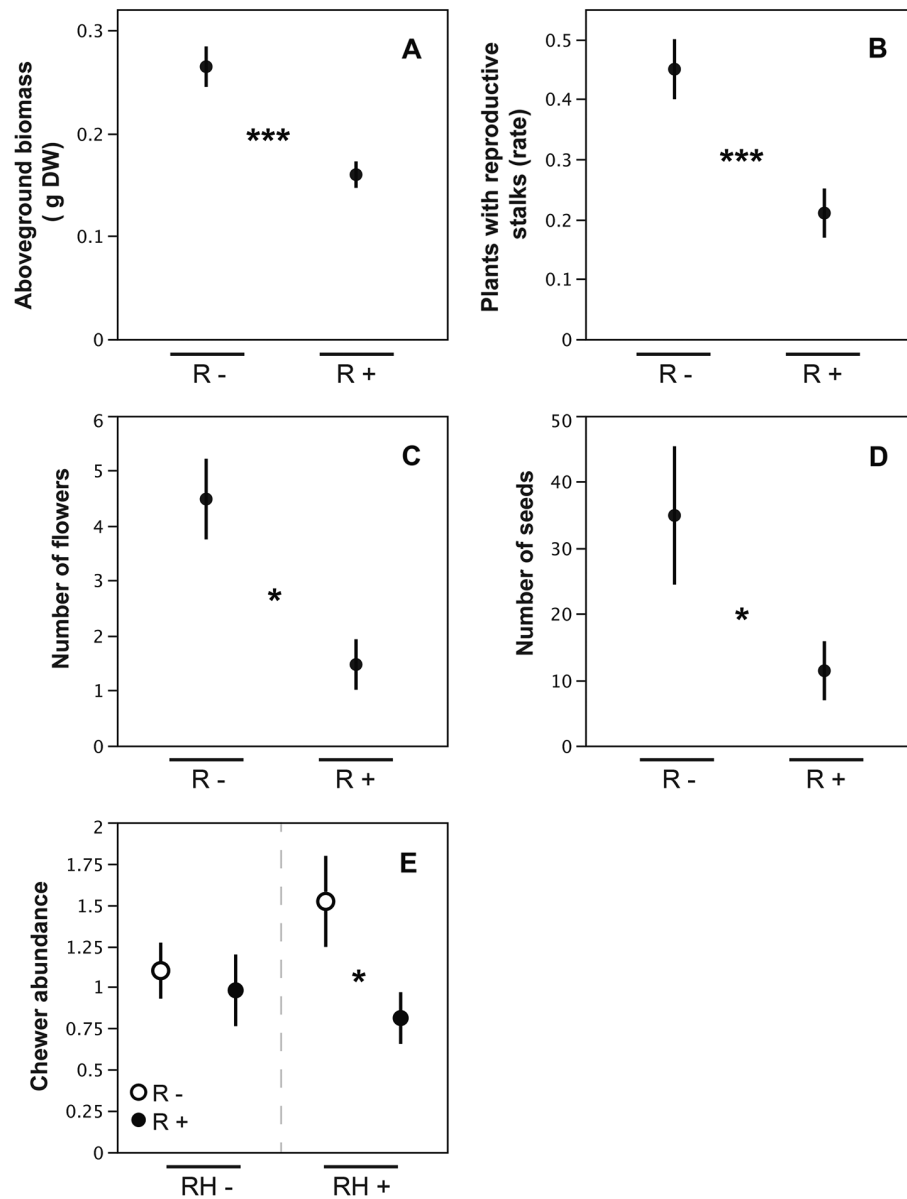 A
Aboveground biomass
( g DW)
0.3
0.2
0.1
0
***
R -
R +
B
Plants with reproductive
stalks (rate)
0.5
0.4
0.3
0.2
0.1
0
***
R -
R +
C
Number of flowers
6
5
4
3
2
1
0
*
R -
R +
D
Number of seeds
50
40
30
20
10
0
*
R -
R +
E
Chewer abundance
2
1.75
1.5
1.25
1
0.75
0.5
0.25
0
*
R -
R +
RH -
RH +